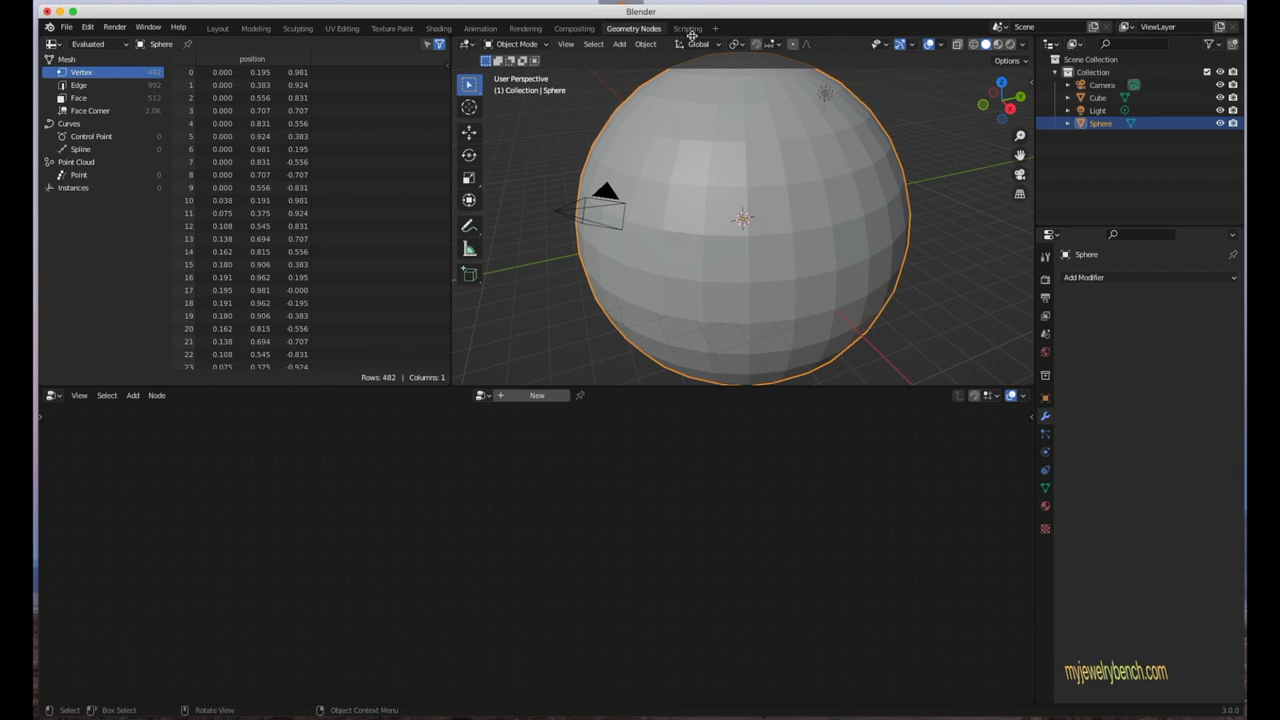 Blender
File Edit Render Window Help Layout Modeling Sculpting UV Editing Texture Paint Shading Animation Rendering Compositing Geometry Nodes Scripting + Scene ViewLayer
Evaluated Sphere Object Mode View Select Add Object Global
Options
Mesh position
Vertex 482
Edge 992
Face 512
Face Corner 2.0K
Curves
Control Point 0
Spline 0
Point Cloud
Point 0
Instances 0
0 0.000 0.195 0.981
1 0.000 0.383 0.924
2 0.000 0.556 0.831
3 0.000 0.707 0.707
4 0.000 0.831 0.556
5 0.000 0.924 0.383
6 0.000 0.981 0.195
7 0.000 0.831 -0.556
8 0.000 0.707 -0.707
9 0.000 0.556 -0.831
10 0.038 0.191 0.981
11 0.075 0.375 0.924
12 0.108 0.545 0.831
13 0.138 0.694 0.707
14 0.162 0.815 0.556
15 0.180 0.906 0.383
16 0.191 0.962 0.195
17 0.195 0.981 -0.000
18 0.191 0.962 -0.195
19 0.180 0.906 -0.383
20 0.162 0.815 -0.556
21 0.138 0.694 -0.707
22 0.108 0.545 -0.831
23 0.075 0.375 -0.924
Rows: 482 | Columns: 1
User Perspective
(1) Collection | Sphere
Z
Y
X
Scene Collection
Collection
Camera
Cube
Light
Sphere
Sphere
Add Modifier
View Select Add Node New
myjewelrybench.com
Select Box Select Rotate View Object Context Menu 3.0.0